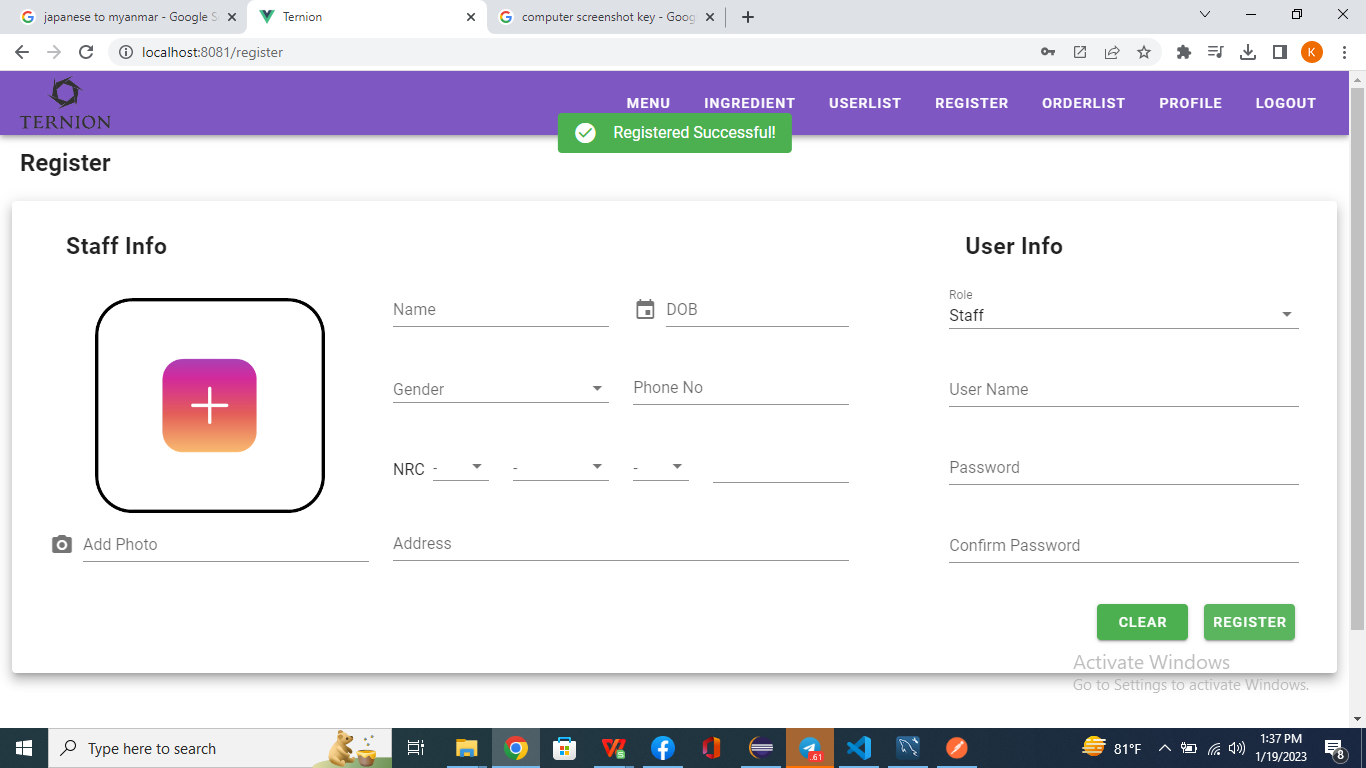 japanese to myanmar - Google S
Ternion
computer screenshot key - Goog
localhost:8081/register
K
TERNION
MENU
INGREDIENT
USERLIST
REGISTER
ORDERLIST
PROFILE
LOGOUT
Registered Successful!
Register
Staff Info
User Info
Name
DOB
Role
Staff
Gender
Phone No
User Name
NRC
-
-
-
Password
Add Photo
Address
Confirm Password
CLEAR
REGISTER
Activate Windows
Go to Settings to activate Windows.
Type here to search
.61
81°F
1:37 PM
1/19/2023
8